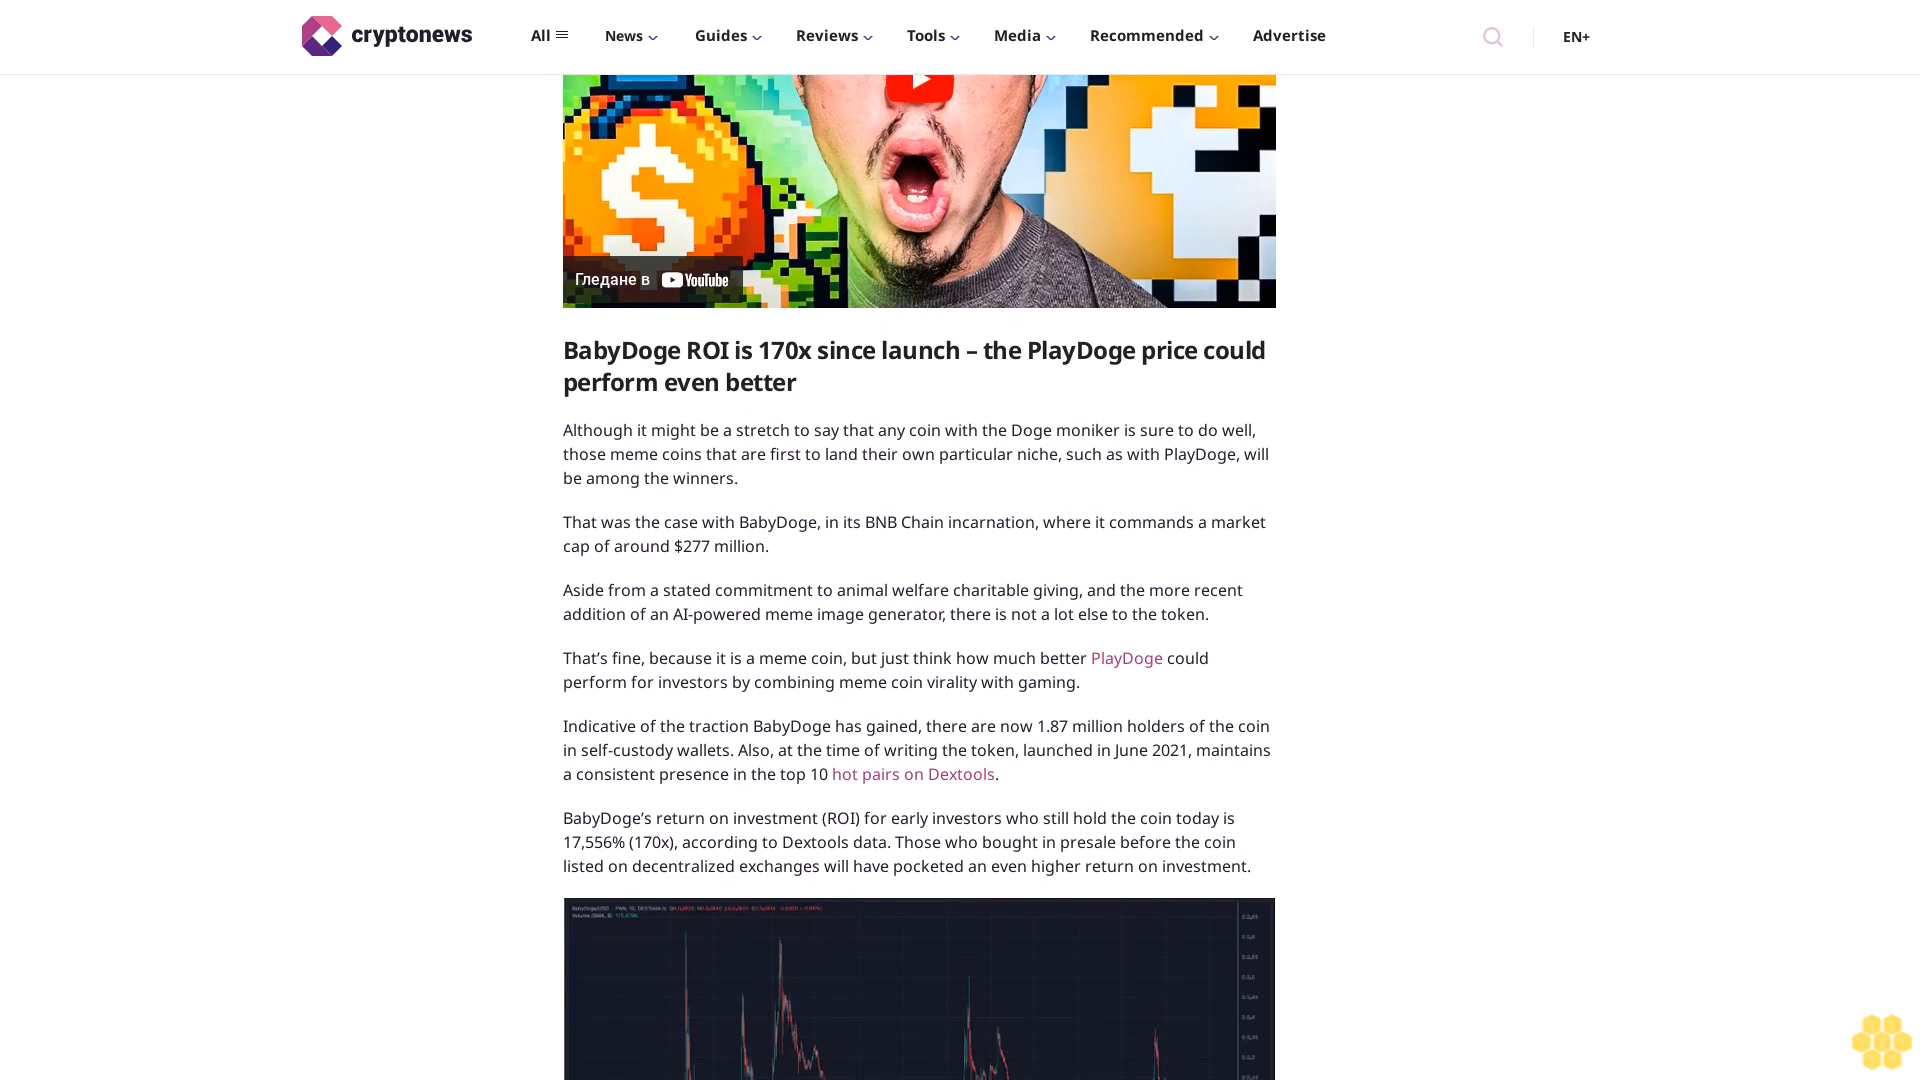 cryptonews
All
News
Guides
Reviews
Tools
Media
Recommended
Advertise
EN+
$
Гледане в YouTube
BabyDoge ROI is 170x since launch – the PlayDoge price could
perform even better
Although it might be a stretch to say that any coin with the Doge moniker is sure to do well,
those meme coins that are first to land their own particular niche, such as with PlayDoge, will
be among the winners.
That was the case with BabyDoge, in its BNB Chain incarnation, where it commands a market
cap of around $277 million.
Aside from a stated commitment to animal welfare charitable giving, and the more recent
addition of an AI-powered meme image generator, there is not a lot else to the token.
That’s fine, because it is a meme coin, but just think how much better PlayDoge could
perform for investors by combining meme coin virality with gaming.
Indicative of the traction BabyDoge has gained, there are now 1.87 million holders of the coin
in self-custody wallets. Also, at the time of writing the token, launched in June 2021, maintains
a consistent presence in the top 10 hot pairs on Dextools.
BabyDoge’s return on investment (ROI) for early investors who still hold the coin today is
17,556% (170x), according to Dextools data. Those who bought in presale before the coin
listed on decentralized exchanges will have pocketed an even higher return on investment.